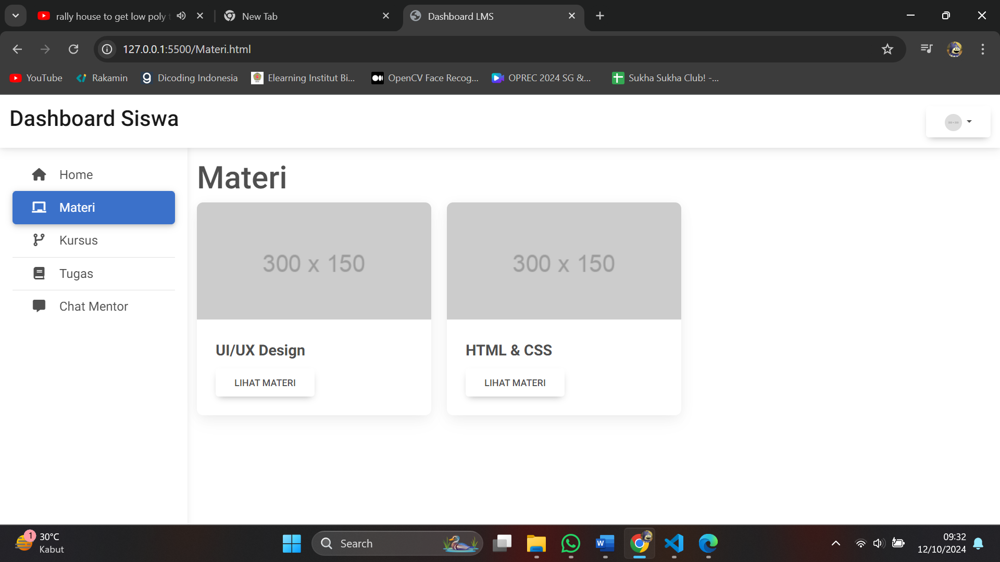 rally house to get low poly
New Tab
Dashboard LMS
127.0.0.1:5500/Materi.html
YouTube
Rakamin
Dicoding Indonesia
Elearning Institut Bi...
OpenCV Face Recog...
OPREC 2024 SG &...
Sukha Sukha Club! -...
Dashboard Siswa
Home
Materi
Kursus
Tugas
Chat Mentor
Materi
300 x 150
300 x 150
UI/UX Design
HTML & CSS
LIHAT MATERI
LIHAT MATERI
1
30°C
Kabut
Search
09:32
12/10/2024